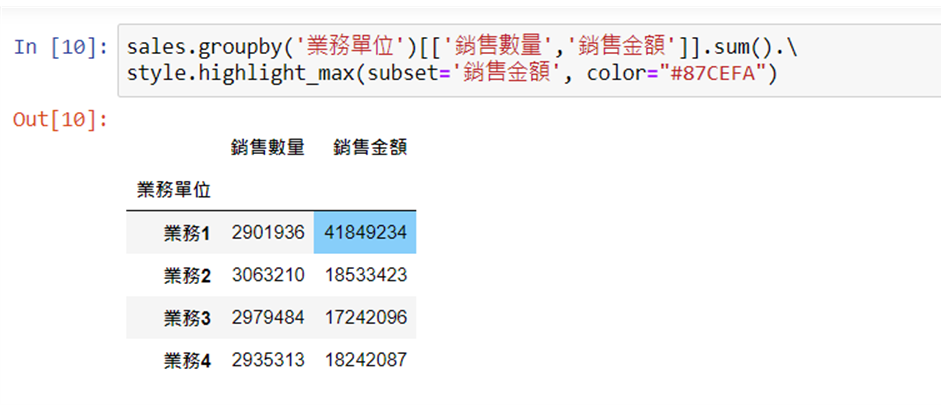 In [10]: sales.groupby('業務單位')[['銷售數量','銷售金額']].sum().\
style.highlight_max(subset='銷售金額', color="#87CEFA")
Out[10]:
銷售數量 銷售金額
業務單位
業務1 2901936 41849234
業務2 3063210 18533423
業務3 2979484 17242096
業務4 2935313 18242087